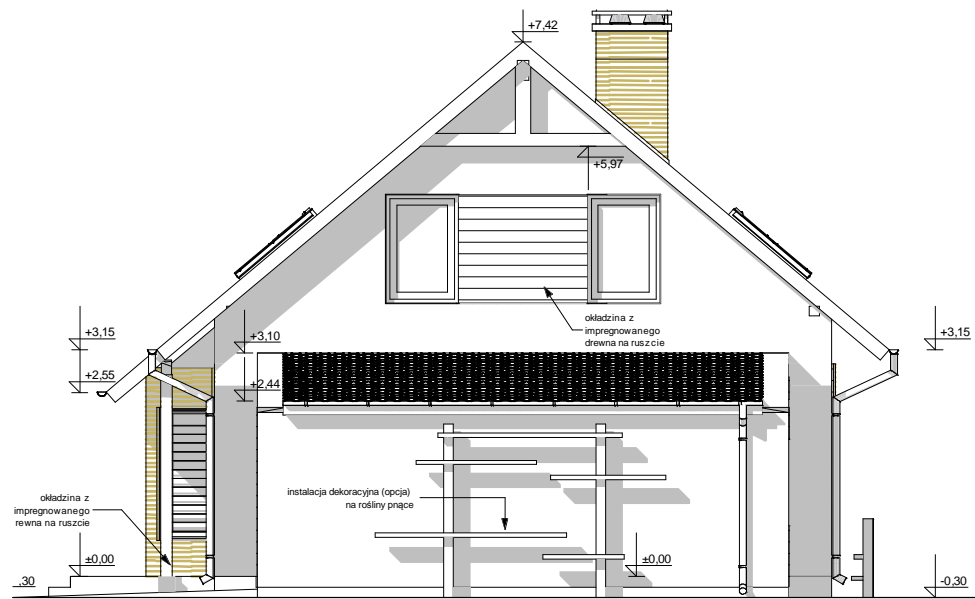 +7,42
+5,97
okładzina z
impregnowanego
drewna na ruszcie
+3,15
+3,10
+3,15
+2,55
+2,44
instalacja dekoracyjna (opcja)
na rośliny pnące
okładzina z
impregnowanego
rewna na ruszcie
±0,00
±0,00
,30
-0,30